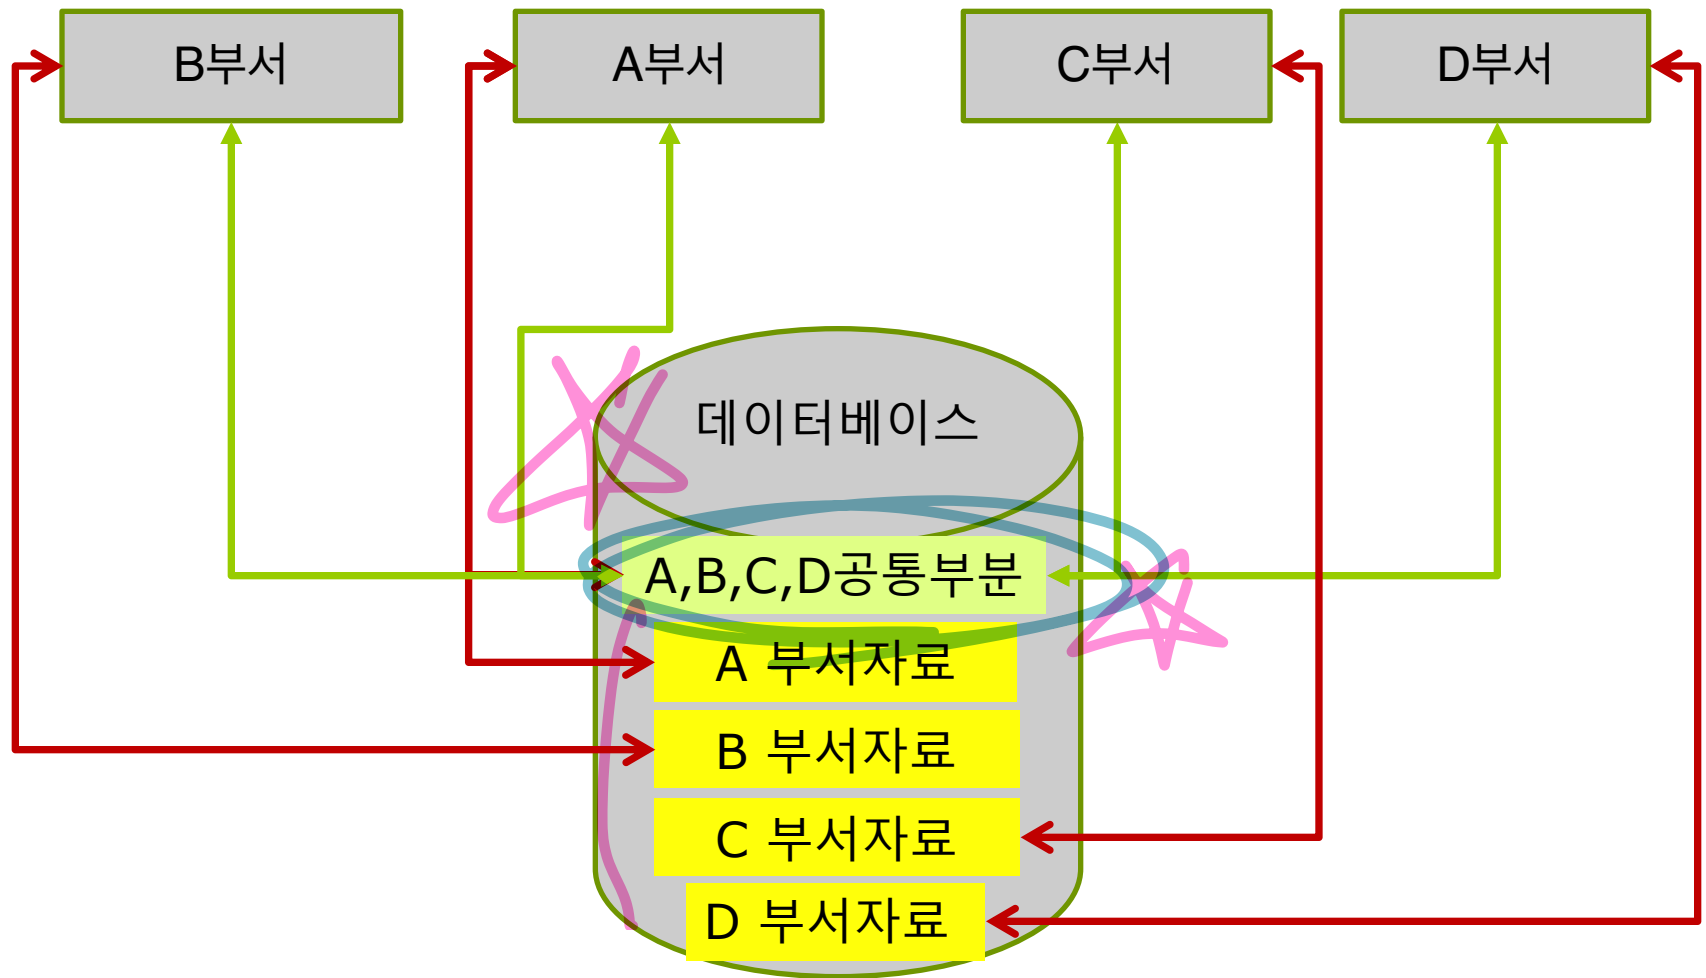 B부서
A부서
C부서
D부서
데이터베이스
A,B,C,D공통부분
A 부서자료
B 부서자료
C 부서자료
D 부서자료